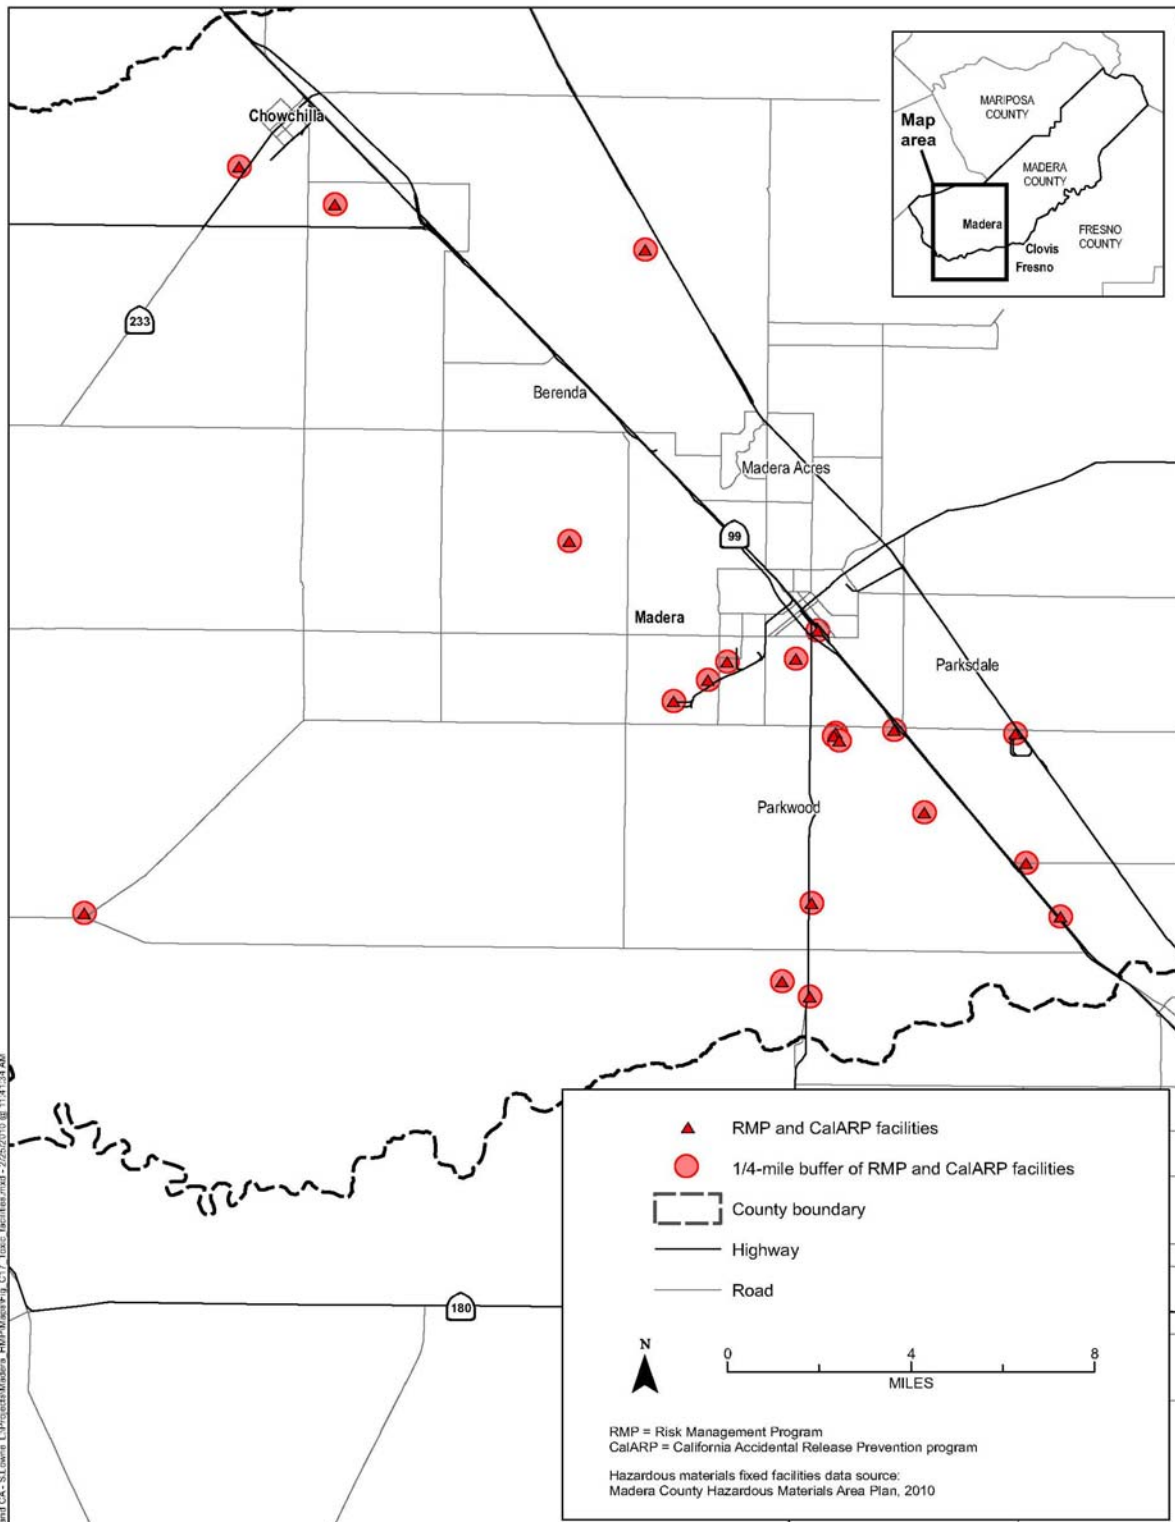 Chowchilla
MARIPOSA
COUNTY
Map
area
MADERA
COUNTY
Madera
FRESNO
COUNTY
Clovis
Fresno
233
Berenda
Madera Acres
99
Madera
Parksdale
Parkwood
RMP and CalARP facilities
1/4-mile buffer of RMP and CalARP facilities
County boundary
Highway
Road
180
N
0 4 8
MILES
RMP = Risk Management Program
CalARP = California Accidental Release Prevention program
Hazardous materials fixed facilities data source:
Madera County Hazardous Materials Area Plan, 2010